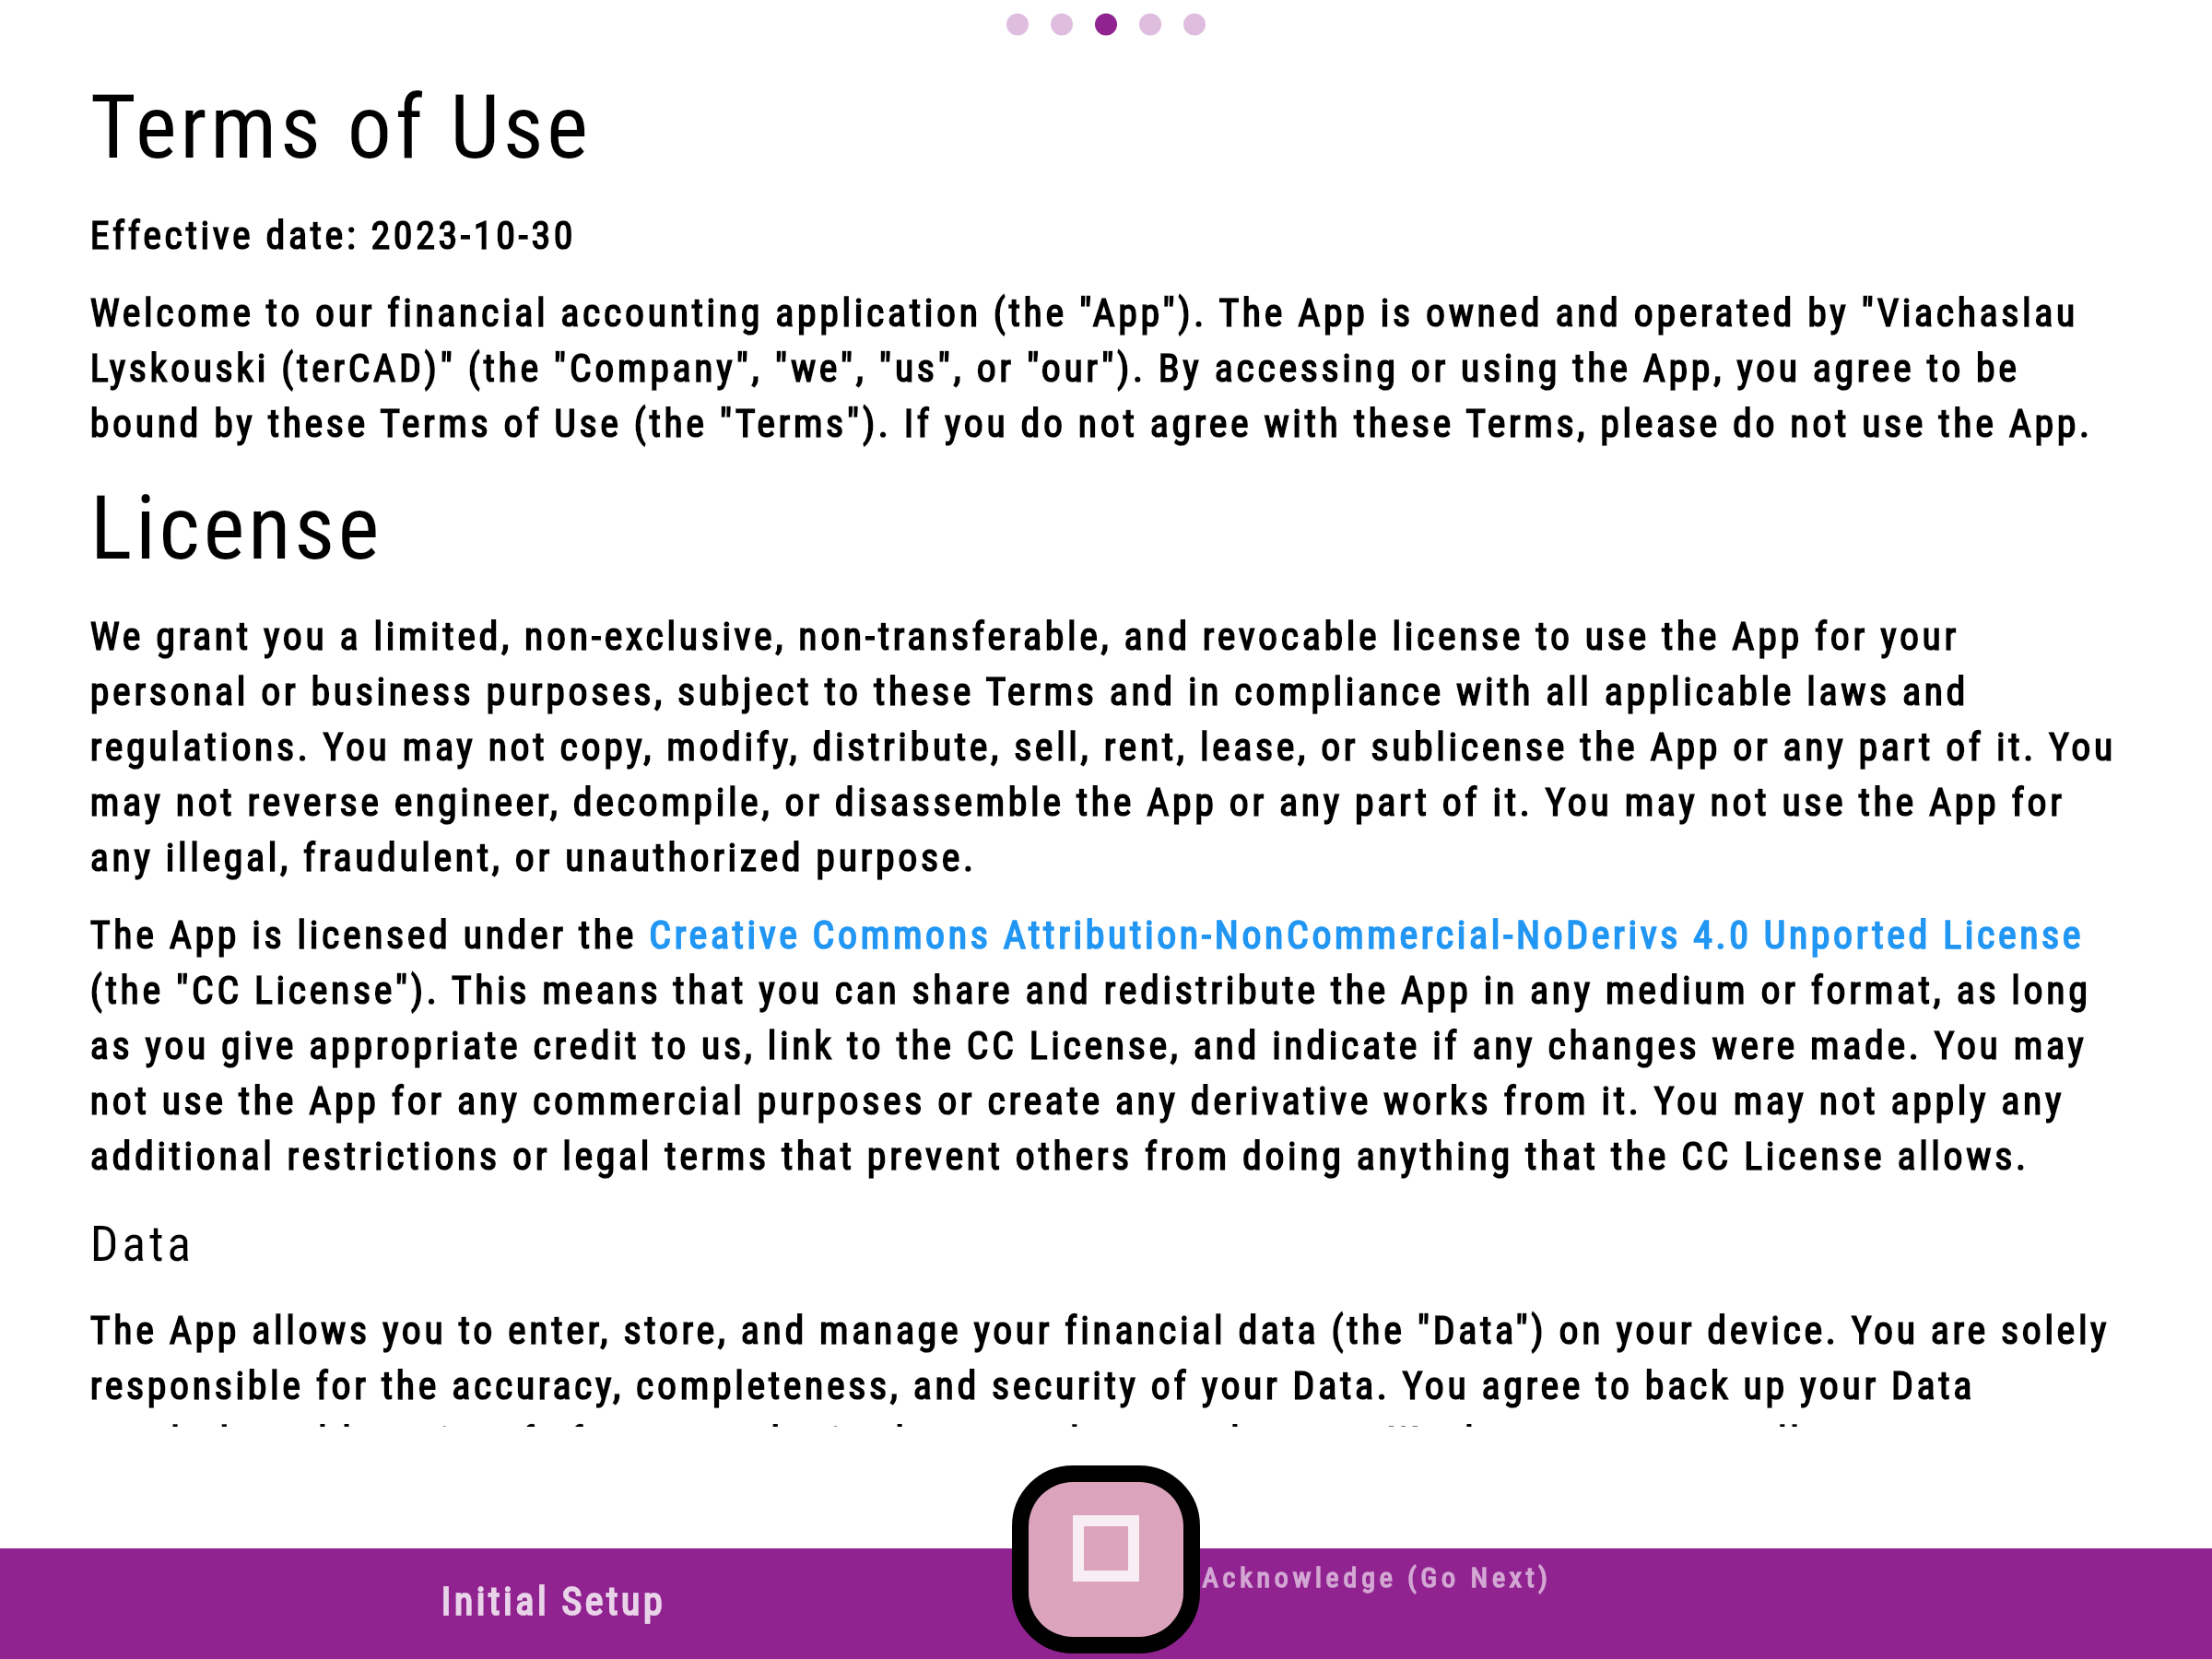 Terms of Use
Effective date: 2023-10-30
Welcome to our financial accounting application (the "App"). The App is owned and operated by "Viachaslau
Lyskouski (terCAD)" (the "Company", "we", "us", or "our"). By accessing or using the App, you agree to be
bound by these Terms of Use (the "Terms"). If you do not agree with these Terms, please do not use the App.
License
We grant you a limited, non-exclusive, non-transferable, and revocable license to use the App for your
personal or business purposes, subject to these Terms and in compliance with all applicable laws and
regulations. You may not copy, modify, distribute, sell, rent, lease, or sublicense the App or any part of it. You
may not reverse engineer, decompile, or disassemble the App or any part of it. You may not use the App for
any illegal, fraudulent, or unauthorized purpose.
The App is licensed under the Creative Commons Attribution-NonCommercial-NoDerivs 4.0 Unported License
(the "CC License"). This means that you can share and redistribute the App in any medium or format, as long
as you give appropriate credit to us, link to the CC License, and indicate if any changes were made. You may
not use the App for any commercial purposes or create any derivative works from it. You may not apply any
additional restrictions or legal terms that prevent others from doing anything that the CC License allows.
Data
The App allows you to enter, store, and manage your financial data (the "Data") on your device. You are solely
responsible for the accuracy, completeness, and security of your Data. You agree to back up your Data
Initial Setup
Acknowledge (Go Next)